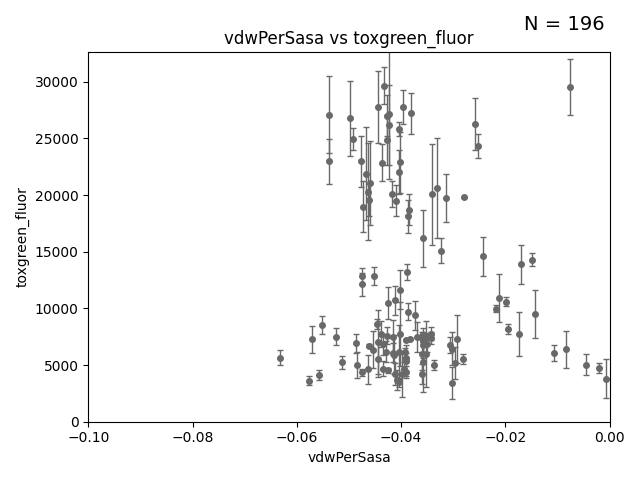 N = 196
vdwPerSasa vs toxgreen_fluor
30000
25000
20000
15000
10000
5000
0
toxgreen_fluor
−0.10 −0.08 −0.06 −0.04 −0.02 0.00
vdwPerSasa